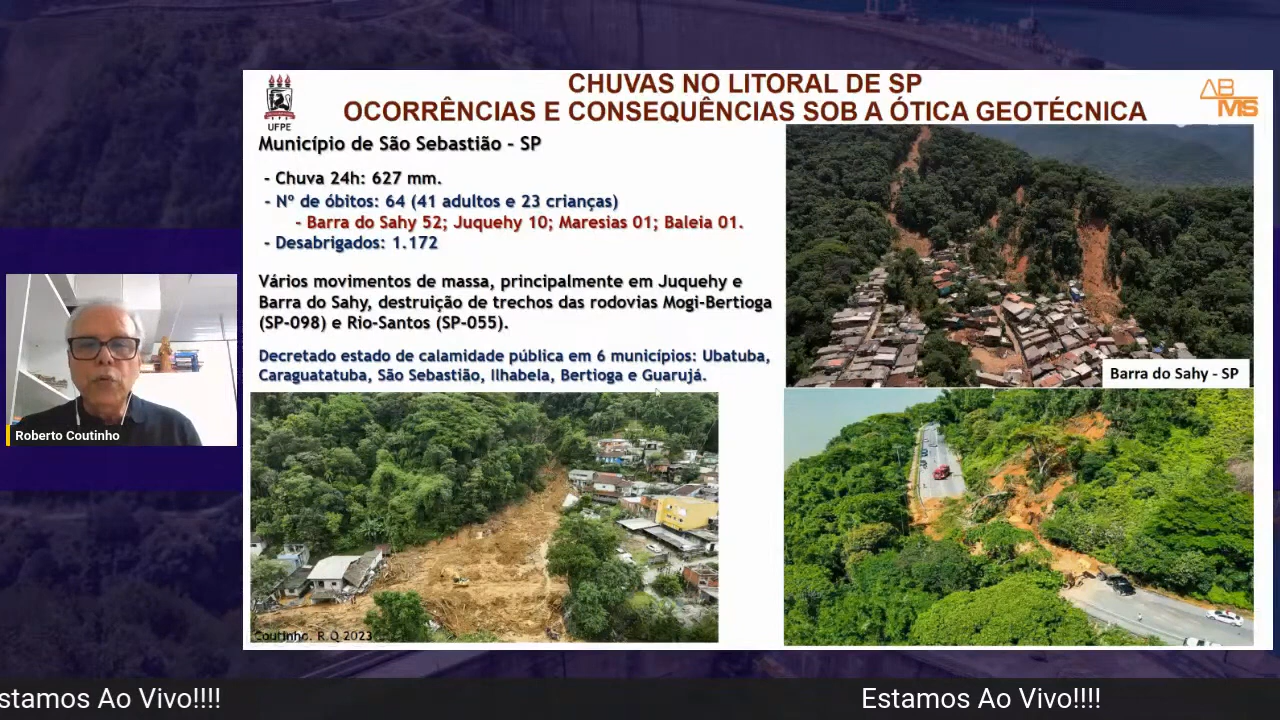 CHUVAS NO LITORAL DE SP
OCORRÊNCIAS E CONSEQUÊNCIAS SOB A ÓTICA GEOTÉCNICA
UFPE
AB
MS
Município de São Sebastião - SP
- Chuva 24h: 627 mm.
- Nº de óbitos: 64 (41 adultos e 23 crianças)
- Barra do Sahy 52; Juquehy 10; Maresias 01; Baleia 01.
- Desabrigados: 1.172
Vários movimentos de massa, principalmente em Juquehy e
Barra do Sahy, destruição de trechos das rodovias Mogi-Bertioga
(SP-098) e Rio-Santos (SP-055).
Decretado estado de calamidade pública em 6 municípios: Ubatuba,
Caraguatatuba, São Sebastião, Ilhabela, Bertioga e Guarujá.
Barra do Sahy - SP
Roberto Coutinho
Coutinho. R.Q 2023
stamos Ao Vivo!!!!
Estamos Ao Vivo!!!!